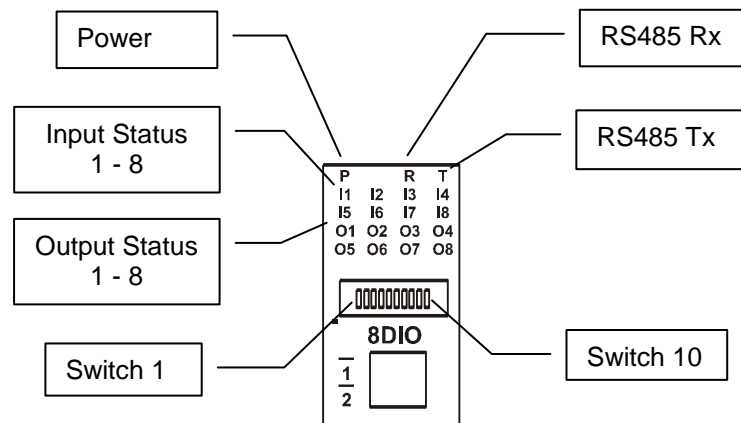 Power
RS485 Rx
Input Status
1 - 8
RS485 Tx
P R T
I1 I2 I3 I4
I5 I6 I7 I8
O1 O2 O3 O4
O5 O6 O7 O8
Output Status
1 - 8
8DIO
Switch 1
Switch 10
1
2